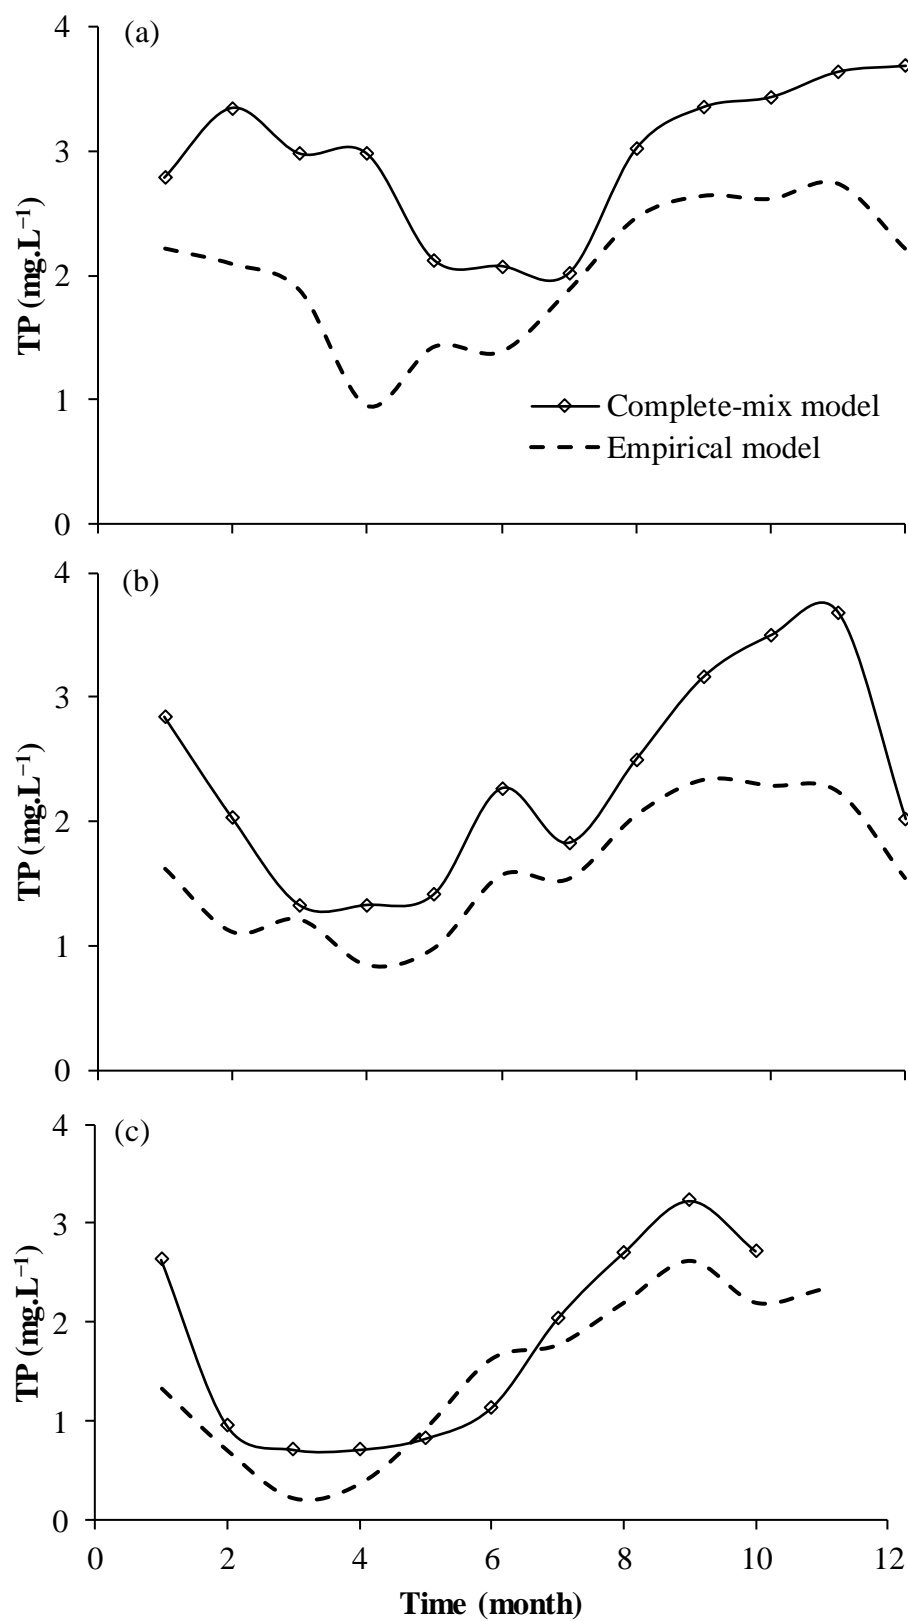 (a)
4
3
2
1
0
TP (mg.L⁻¹)
Complete-mix model
Empirical model
(b)
4
3
2
1
0
TP (mg.L⁻¹)
(c)
4
3
2
1
0
TP (mg.L⁻¹)
0 2 4 6 8 10 12
Time (month)